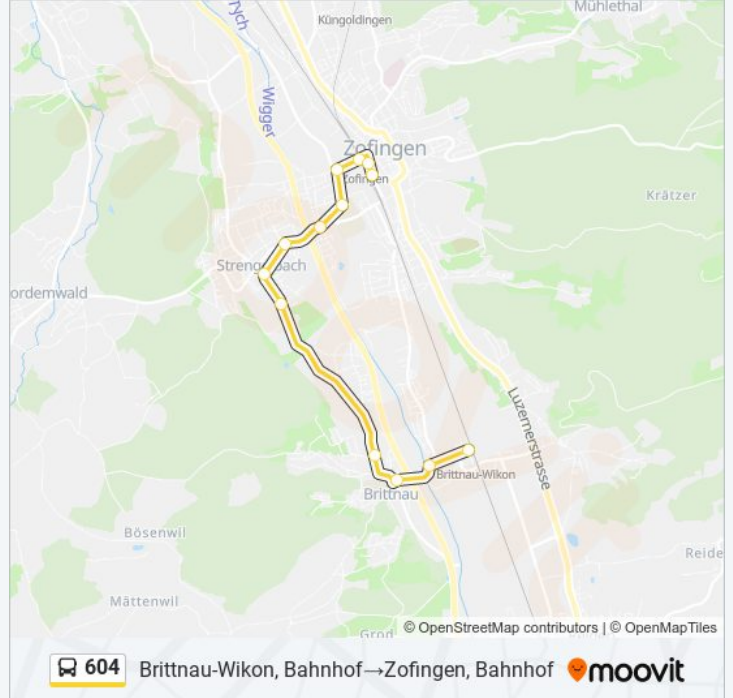 Mühlethal
Küngoldingen
Wigger
Zofingen
Zofingen
Krätzer
Strengelbach
Luzernerstrasse
Brittnau-Wikon
Brittnau
Bösenwil
Reide
Mättenwil
Grod
© OpenStreetMap contributors | © OpenMapTiles
604 Brittnau-Wikon, Bahnhof→Zofingen, Bahnhof moovit